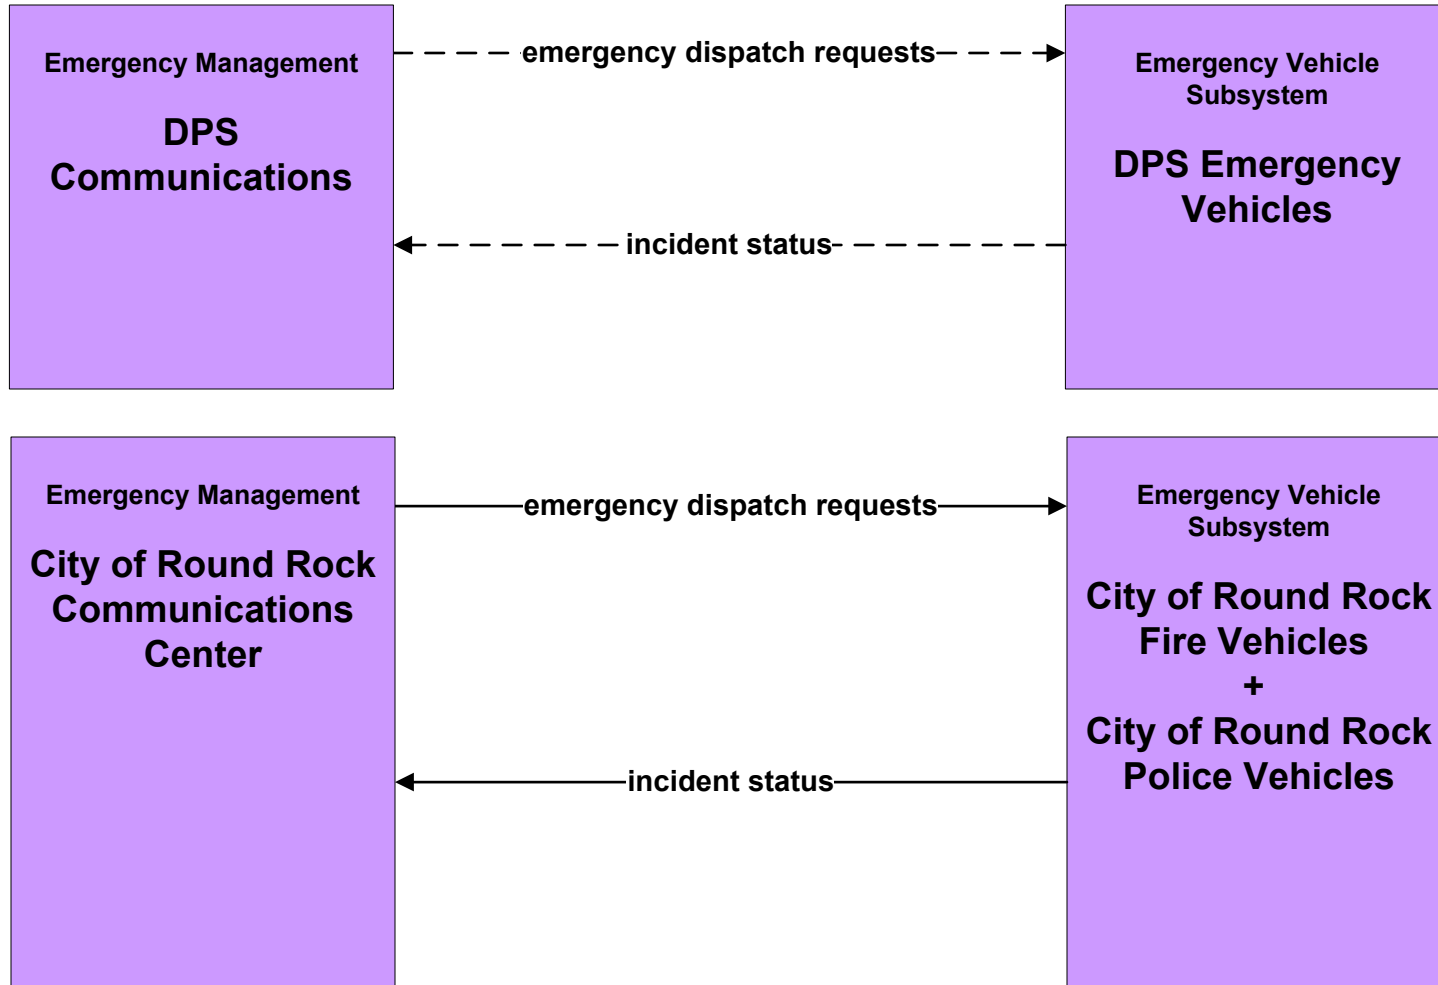 Emergency Management
DPS
Communications
emergency dispatch requests
incident status
Emergency Vehicle
Subsystem
DPS Emergency
Vehicles
Emergency Management
City of Round Rock
Communications
Center
emergency dispatch requests
incident status
Emergency Vehicle
Subsystem
City of Round Rock
Fire Vehicles
+
City of Round Rock
Police Vehicles